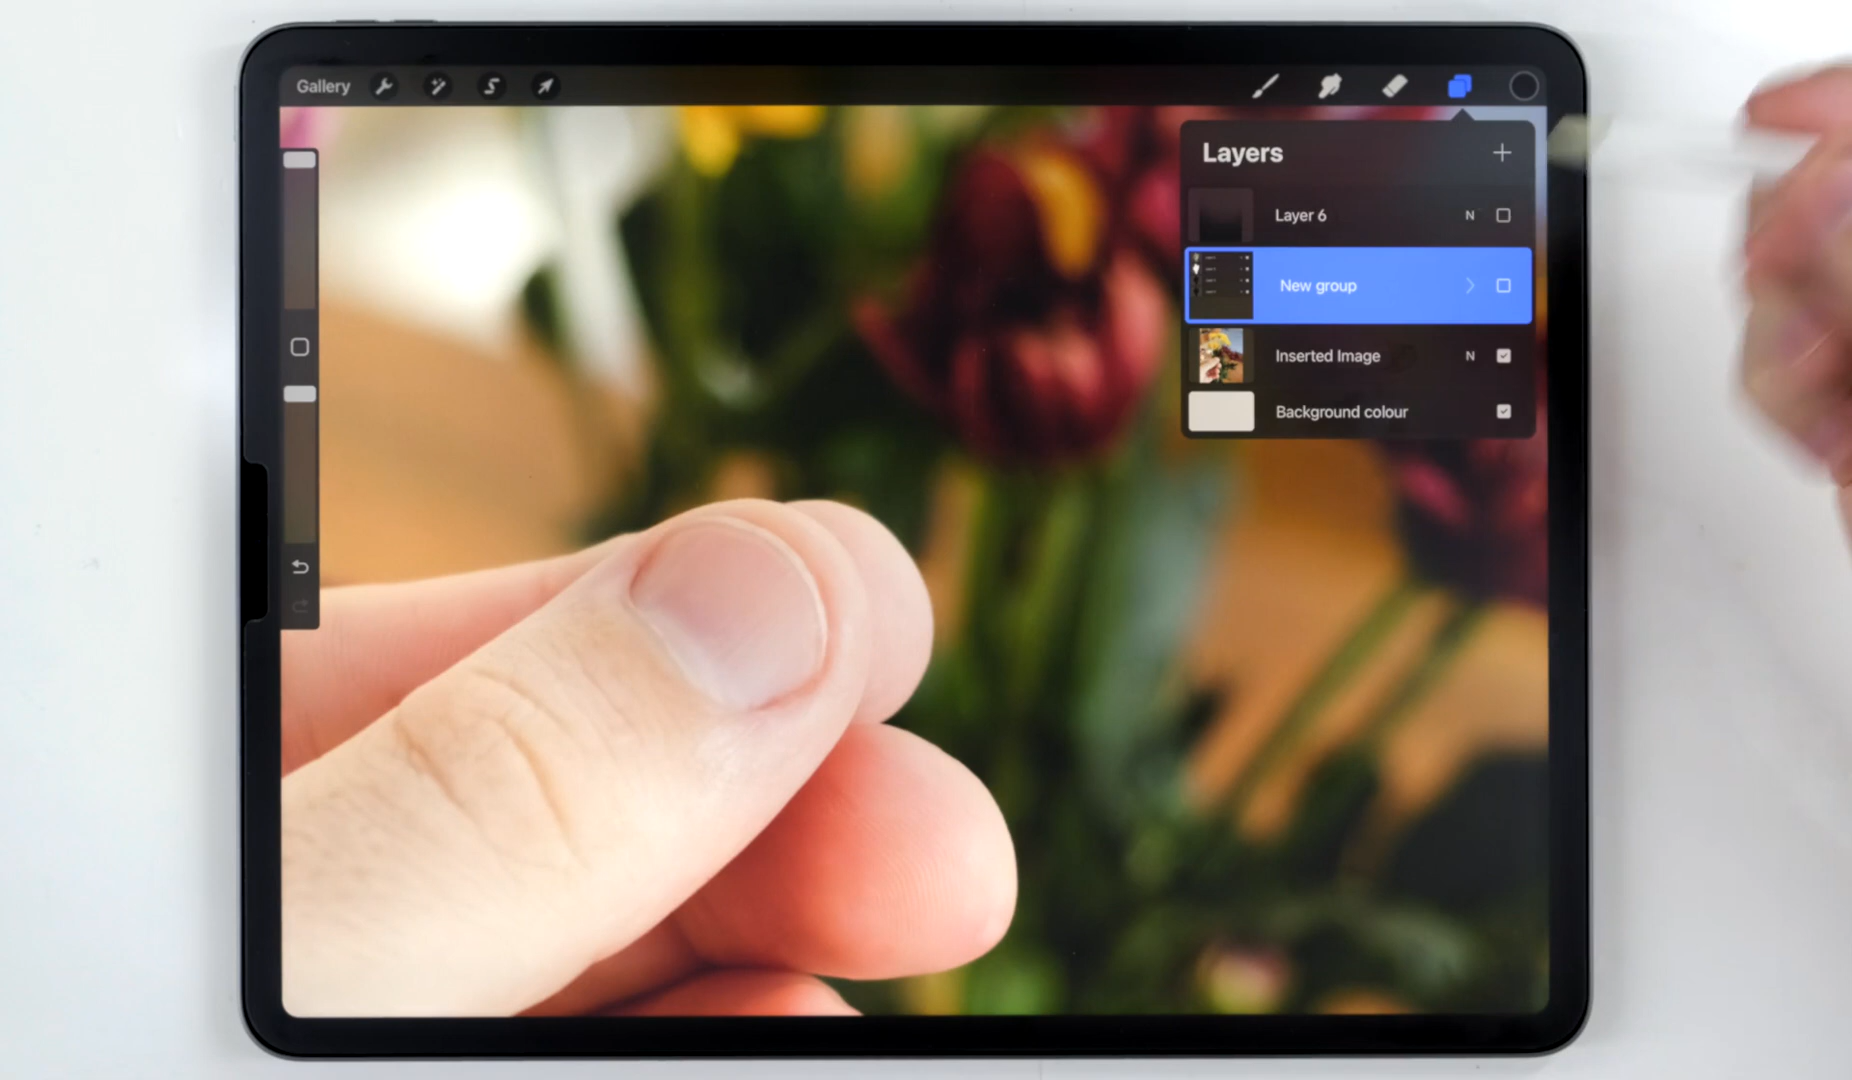 Gallery
Layers
Layer 6 N
New group
Inserted Image N
Background colour